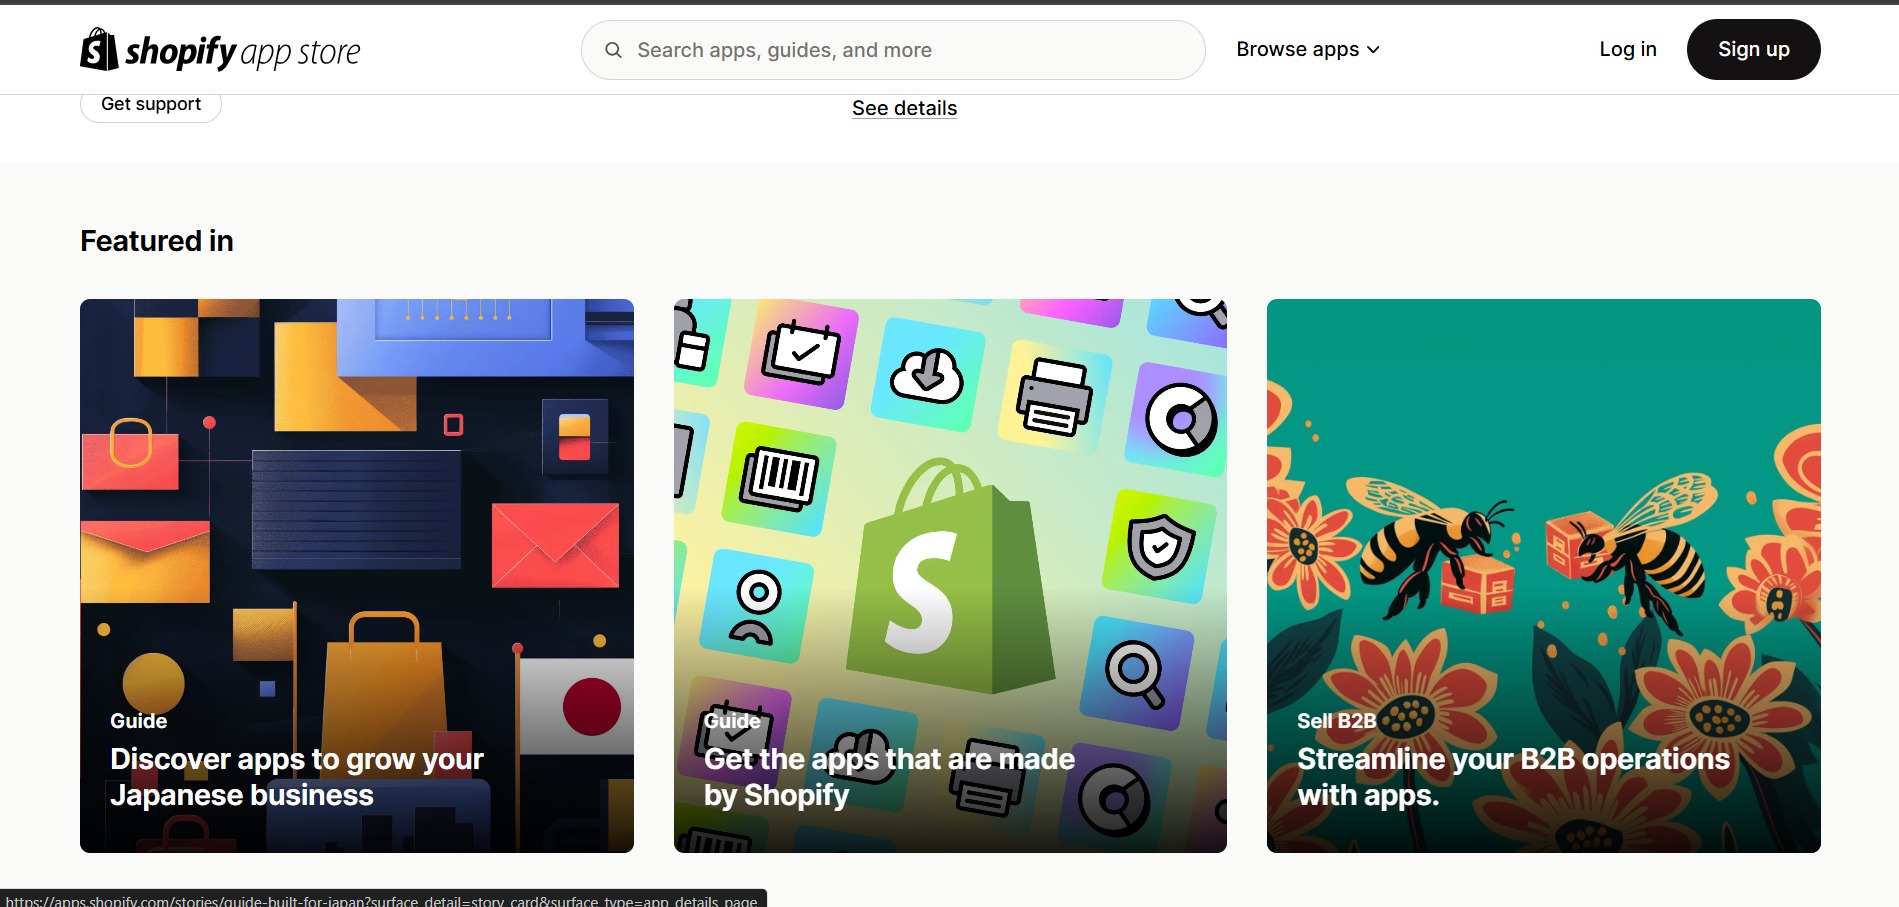 shopify app store
Search apps, guides, and more
Browse apps
Log in
Sign up
Get support
See details
Featured in
Guide
Discover apps to grow your
Japanese business
Guide
Get the apps that are made
by Shopify
Sell B2B
Streamline your B2B operations
with apps.
https://apps.shopify.com/stories/guide-built-for-japan?surface_detail=story_card&surface_type=app_details_page